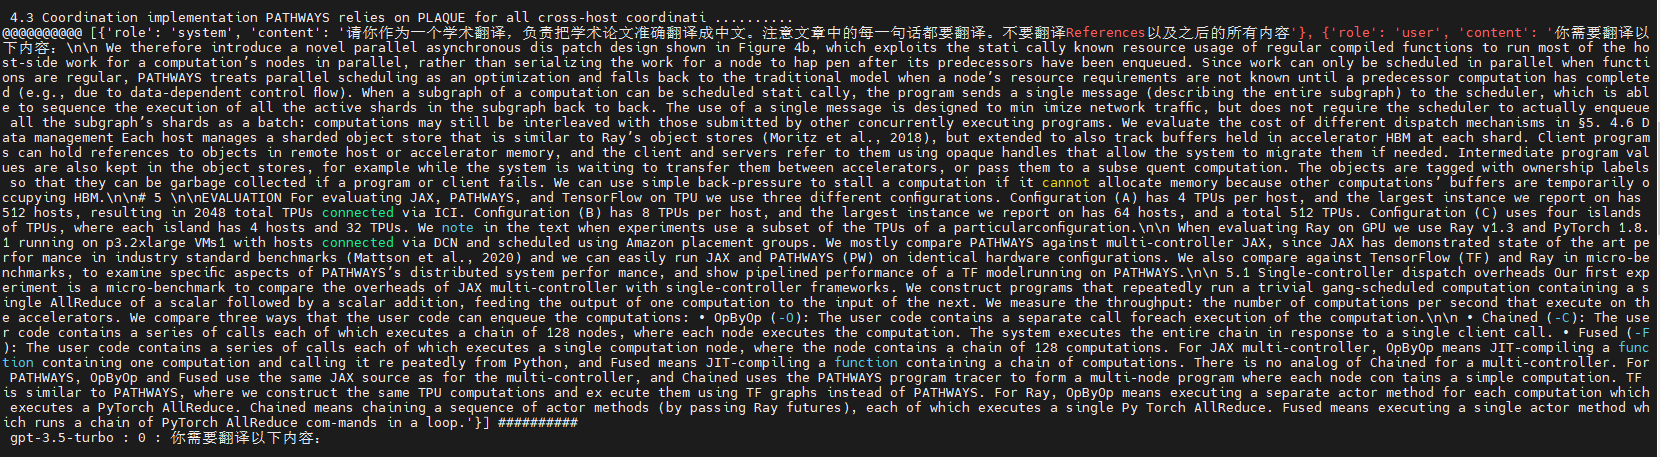 4.3 Coordination implementation PATHWAYS relies on PLAQUE for all cross-host coordinati ..........
@@@@@@@@@@ [{'role': 'system', 'content': '请你作为一个学术翻译，负责把学术论文准确翻译成中文。注意文章中的每一句话都要翻译。不要翻译References以及之后的所有内容'}, {'role': 'user', 'content': '你需要翻译以
下内容：\n\n We therefore introduce a novel parallel asynchronous dis patch design shown in Figure 4b, which exploits the stati cally known resource usage of regular compiled functions to run most of the ho
st-side work for a computation’s nodes in parallel, rather than serializing the work for a node to hap pen after its predecessors have been enqueued. Since work can only be scheduled in parallel when functi
ons are regular, PATHWAYS treats parallel scheduling as an optimization and falls back to the traditional model when a node’s resource requirements are not known until a predecessor computation has complete
d (e.g., due to data-dependent control flow). When a subgraph of a computation can be scheduled stati cally, the program sends a single message (describing the entire subgraph) to the scheduler, which is abl
e to sequence the execution of all the active shards in the subgraph back to back. The use of a single message is designed to min imize network traffic, but does not require the scheduler to actually enqueue
all the subgraph’s shards as a batch: computations may still be interleaved with those submitted by other concurrently executing programs. We evaluate the cost of different dispatch mechanisms in §5. 4.6 D
ata management Each host manages a sharded object store that is similar to Ray’s object stores (Moritz et al., 2018), but extended to also track buffers held in accelerator HBM at each shard. Client program
s can hold references to objects in remote host or accelerator memory, and the client and servers refer to them using opaque handles that allow the system to migrate them if needed. Intermediate program val
ues are also kept in the object stores, for example while the system is waiting to transfer them between accelerators, or pass them to a subse quent computation. The objects are tagged with ownership labels
so that they can be garbage collected if a program or client fails. We can use simple back-pressure to stall a computation if it cannot allocate memory because other computations’ buffers are temporarily o
ccupying HBM.\n\n# 5 \n\nEVALUATION For evaluating JAX, PATHWAYS, and TensorFlow on TPU we use three different configurations. Configuration (A) has 4 TPUs per host, and the largest instance we report on has
512 hosts, resulting in 2048 total TPUs connected via ICI. Configuration (B) has 8 TPUs per host, and the largest instance we report on has 64 hosts, and a total 512 TPUs. Configuration (C) uses four islands
of TPUs, where each island has 4 hosts and 32 TPUs. We note in the text when experiments use a subset of the TPUs of a particularconfiguration.\n\n When evaluating Ray on GPU we use Ray v1.3 and PyTorch 1.8.
1 running on p3.2xlarge VMs1 with hosts connected via DCN and scheduled using Amazon placement groups. We mostly compare PATHWAYS against multi-controller JAX, since JAX has demonstrated state of the art pe
rfor mance in industry standard benchmarks (Mattson et al., 2020) and we can easily run JAX and PATHWAYS (PW) on identical hardware configurations. We also compare against TensorFlow (TF) and Ray in micro-be
nchmarks, to examine specific aspects of PATHWAYS’s distributed system perfor mance, and show pipelined performance of a TF modelrunning on PATHWAYS.\n\n 5.1 Single-controller dispatch overheads Our first exp
eriment is a micro-benchmark to compare the overheads of JAX multi-controller with single-controller frameworks. We construct programs that repeatedly run a trivial gang-scheduled computation containing a s
ingle AllReduce of a scalar followed by a scalar addition, feeding the output of one computation to the input of the next. We measure the throughput: the number of computations per second that execute on th
e accelerators. We compare three ways that the user code can enqueue the computations: • OpByOp (-O): The user code contains a separate call foreach execution of the computation.\n\n • Chained (-C): The use
r code contains a series of calls each of which executes a chain of 128 nodes, where each node executes the computation. The system executes the entire chain in response to a single client call. • Fused (-F
): The user code contains a series of calls each of which executes a single computation node, where the node contains a chain of 128 computations. For JAX multi-controller, OpByOp means JIT-compiling a func
tion containing one computation and calling it re peatedly from Python, and Fused means JIT-compiling a function containing a chain of computations. There is no analog of Chained for a multi-controller. For
PATHWAYS, OpByOp and Fused use the same JAX source as for the multi-controller, and Chained uses the PATHWAYS program tracer to form a multi-node program where each node con tains a simple computation. TF
is similar to PATHWAYS, where we construct the same TPU computations and ex ecute them using TF graphs instead of PATHWAYS. For Ray, OpByOp means executing a separate actor method for each computation which
executes a PyTorch AllReduce. Chained means chaining a sequence of actor methods (by passing Ray futures), each of which executes a single Py Torch AllReduce. Fused means executing a single actor method wh
ich runs a chain of PyTorch AllReduce com-mands in a loop.'}] ##########
gpt-3.5-turbo : 0 : 你需要翻译以下内容：